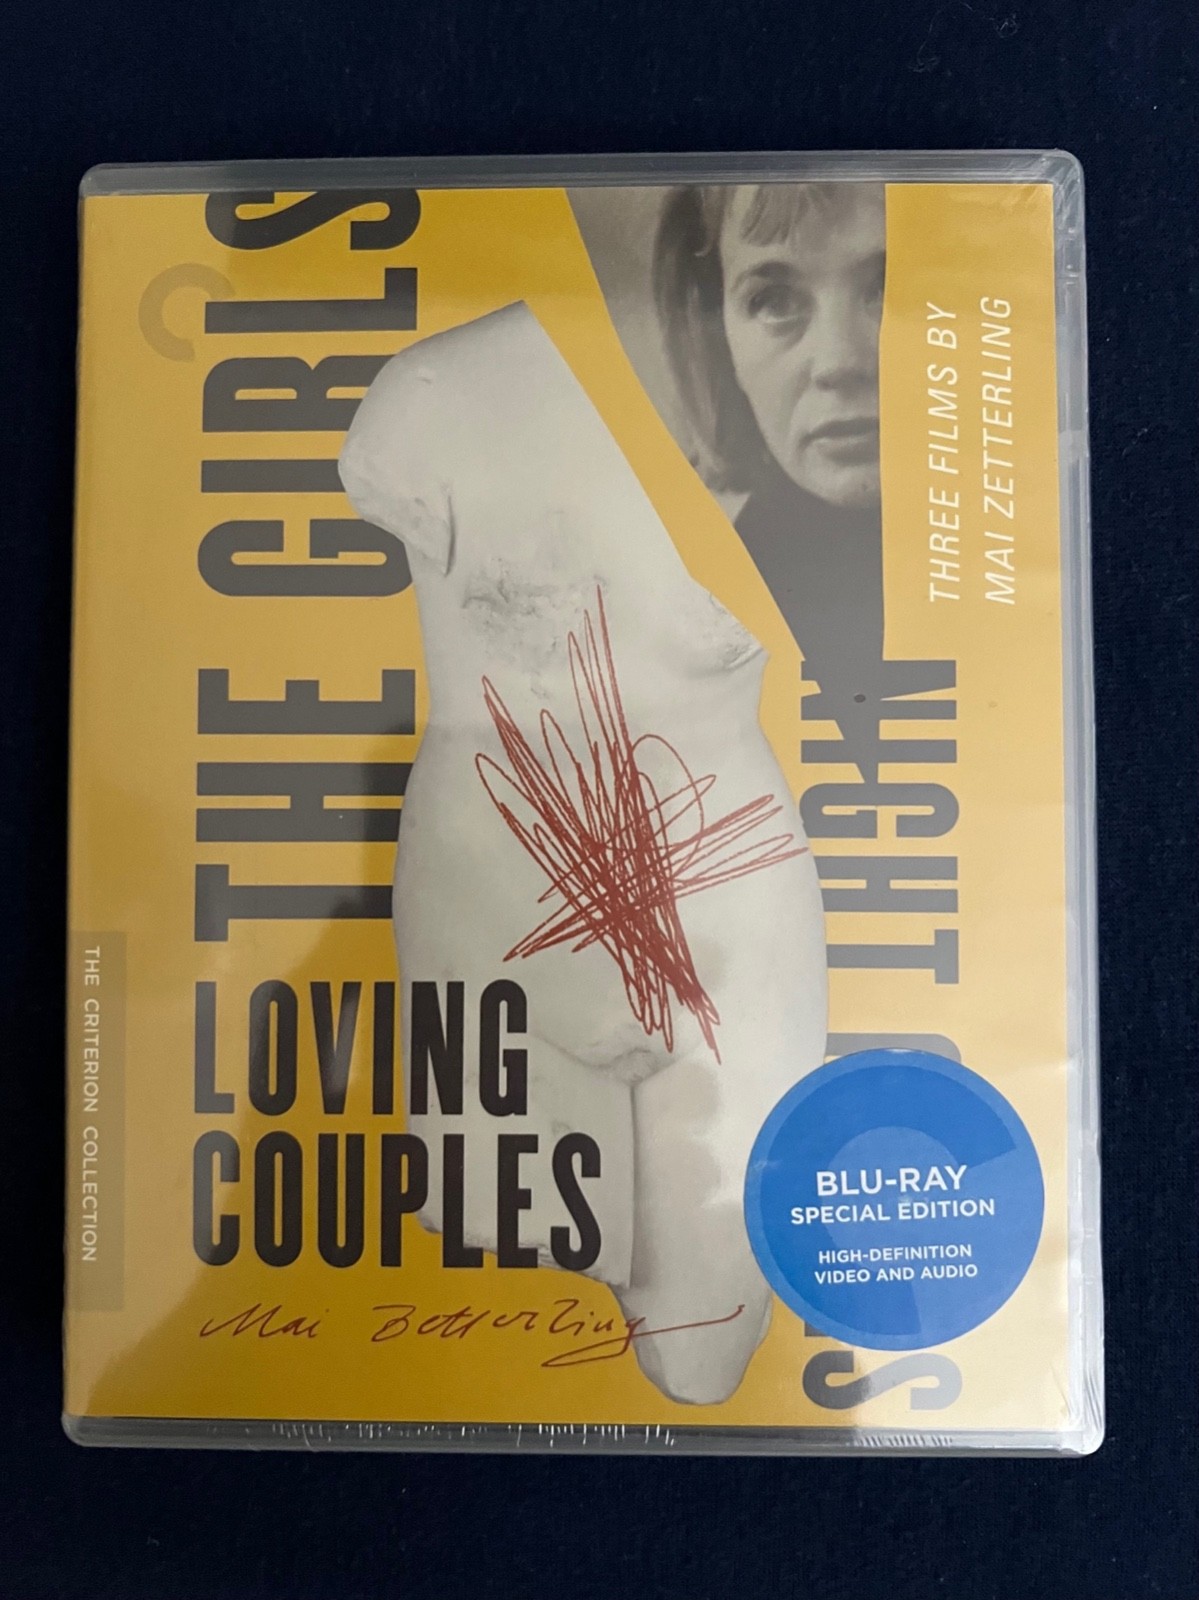 THE GIRLS
LOVING
COUPLES
NIGHT
THREE FILMS BY
MAI ZETTERLING
Mai Zetterling
THE CRITERION COLLECTION
BLU-RAY
SPECIAL EDITION
HIGH-DEFINITION
VIDEO AND AUDIO